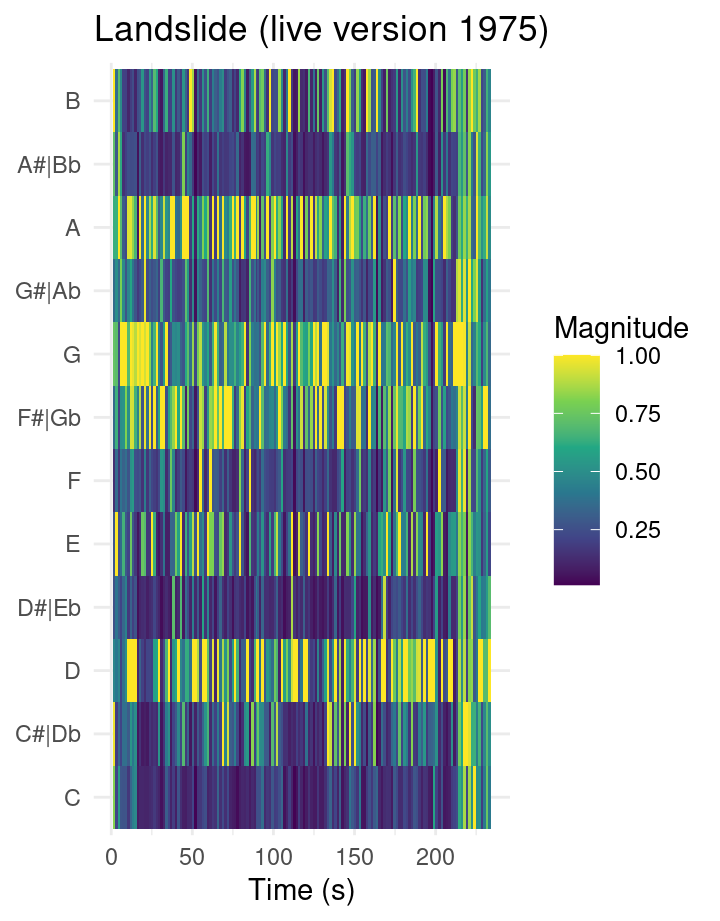 Landslide (live version 1975)
B
A#|Bb
A
G#|Ab
G
F#|Gb
F
E
D#|Eb
D
C#|Db
C
0 50 100 150 200
Time (s)
Magnitude
1.00
0.75
0.50
0.25